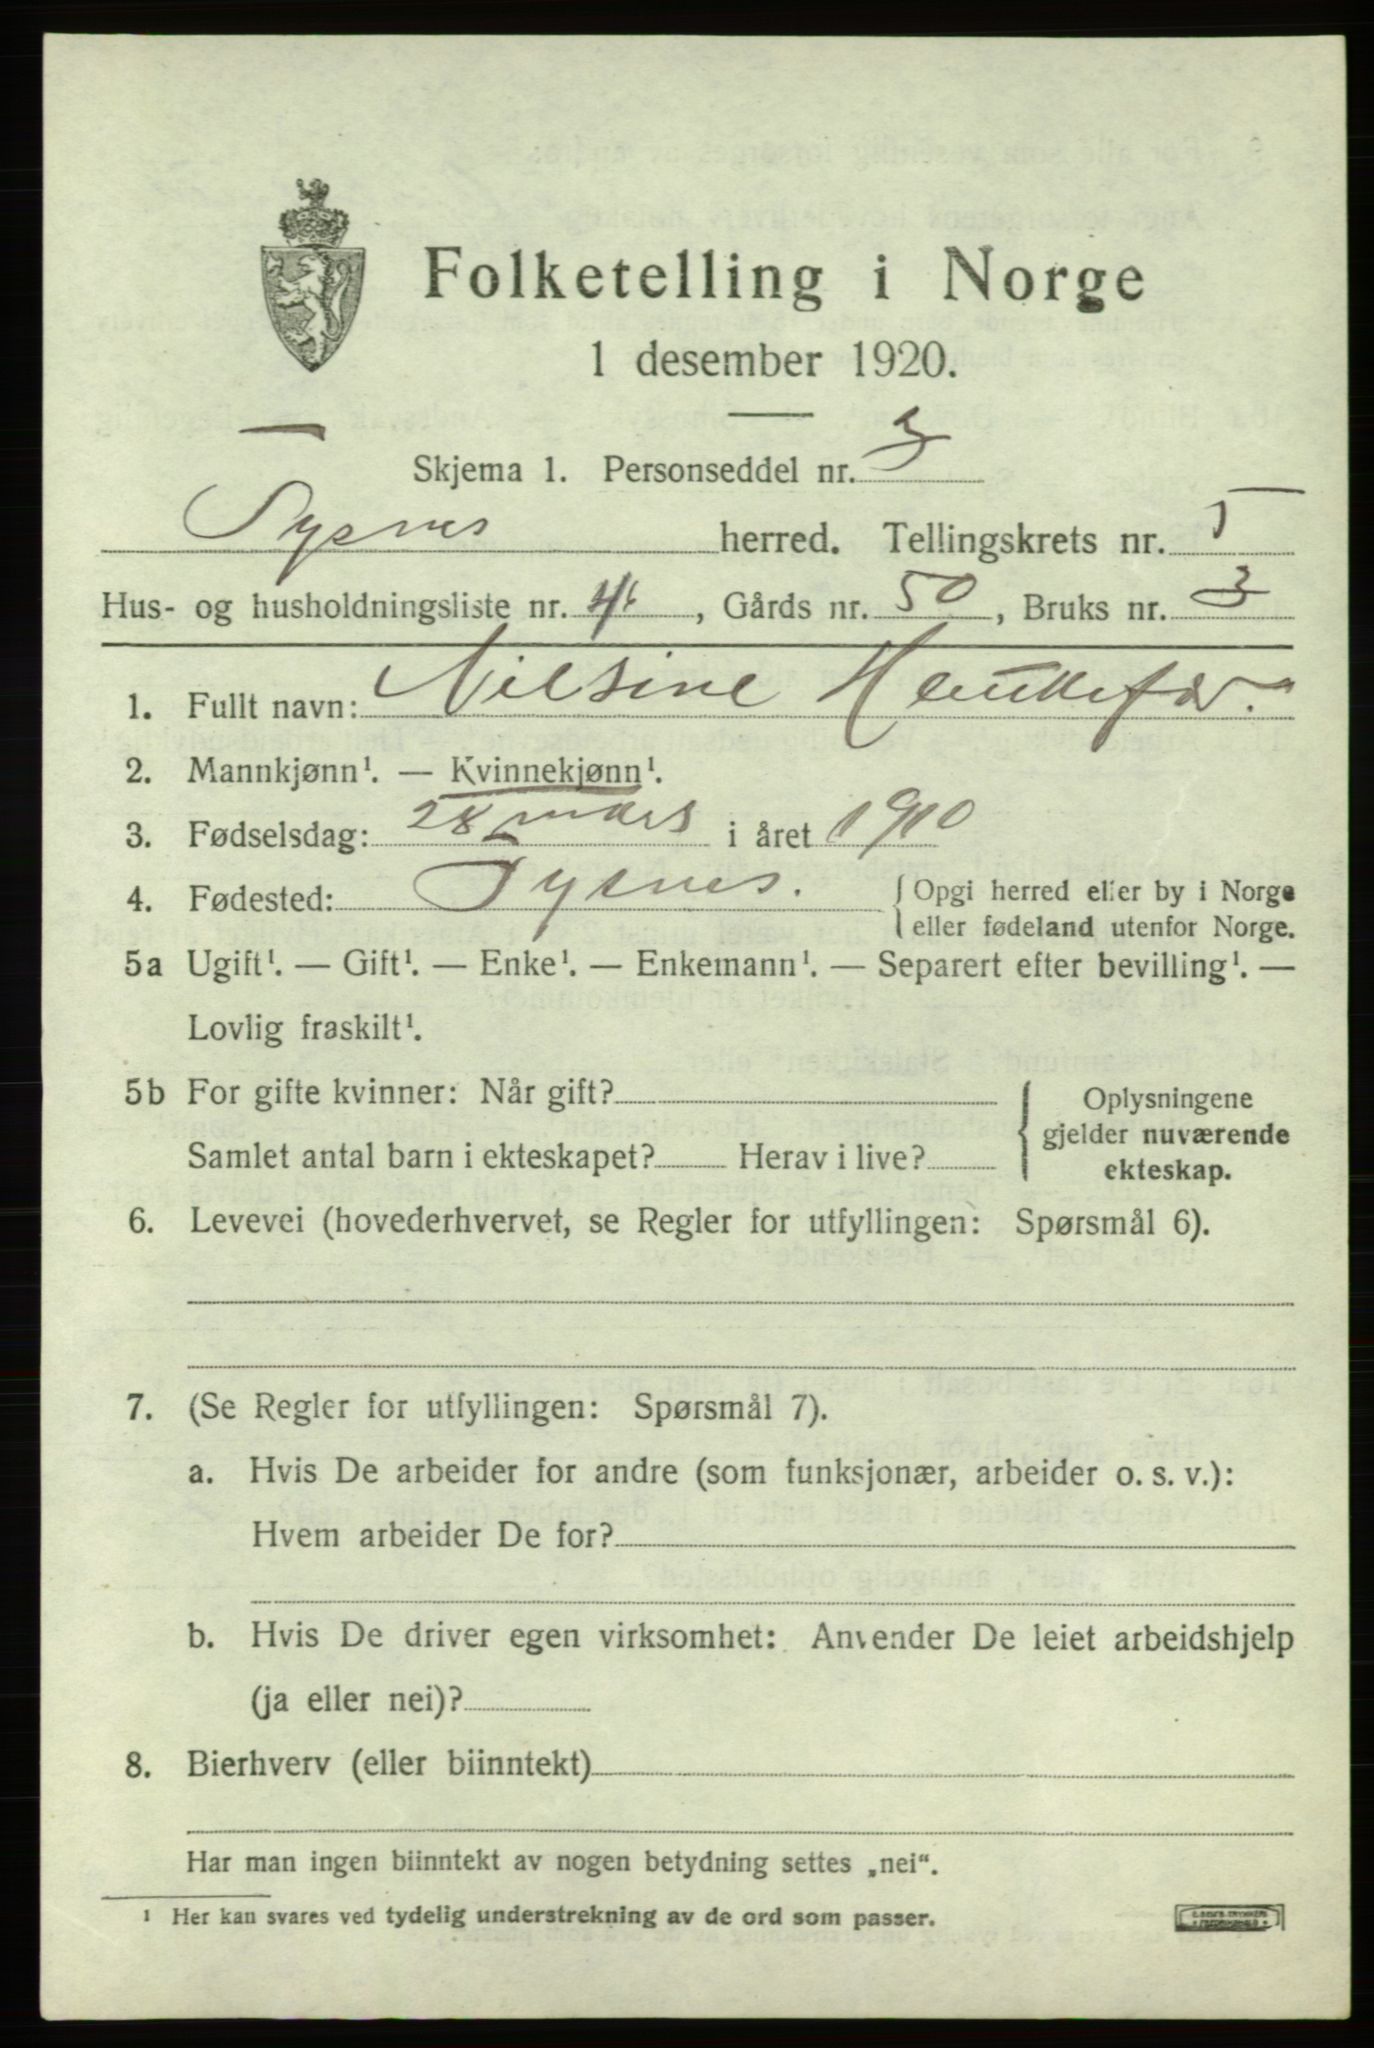 Folketelling i Norge
1 desember 1920.
Skjema 1. Personseddel nr. 3
Tysnes herred. Tellingskrets nr. 1
Hus- og husholdningsliste nr. 41, Gårds nr. 50, Bruks nr. 3
1. Fullt navn: Nilsine
2. Mannkjønn¹. — Kvinnekjønn¹.
3. Fødselsdag: 28 mars i året 1910
4. Fødested: Tysnes. { Opgi herred eller by i Norge
eller fødeland utenfor Norge.
5a Ugift¹. — Gift¹. — Enke¹. — Enkemann¹. — Separert efter bevilling¹. —
Lovlig fraskilt¹.
5b For gifte kvinner: Når gift?
Samlet antal barn i ekteskapet? Herav i live?
Oplysningene
gjelder nuværende
ekteskap.
6. Levevei (hovederhvervet, se Regler for utfyllingen: Spørsmål 6).
7. (Se Regler for utfyllingen: Spørsmål 7).
a. Hvis De arbeider for andre (som funksjonær, arbeider o. s. v.):
Hvem arbeider De for?
b. Hvis De driver egen virksomhet: Anvender De leiet arbeidshjelp
(ja eller nei)?
8. Bierhverv (eller biinntekt)
Har man ingen biinntekt av nogen betydning settes „nei“.
¹ Her kan svares ved tydelig understrekning av de ord som passer.